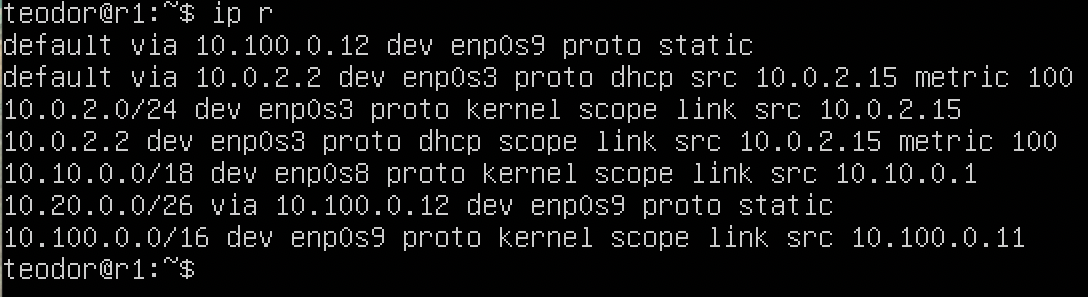 teodor@r1:~$ ip r
default via 10.100.0.12 dev enp0s9 proto static
default via 10.0.2.2 dev enp0s3 proto dhcp src 10.0.2.15 metric 100
10.0.2.0/24 dev enp0s3 proto kernel scope link src 10.0.2.15
10.0.2.2 dev enp0s3 proto dhcp scope link src 10.0.2.15 metric 100
10.10.0.0/18 dev enp0s8 proto kernel scope link src 10.10.0.1
10.20.0.0/26 via 10.100.0.12 dev enp0s9 proto static
10.100.0.0/16 dev enp0s9 proto kernel scope link src 10.100.0.11
teodor@r1:~$